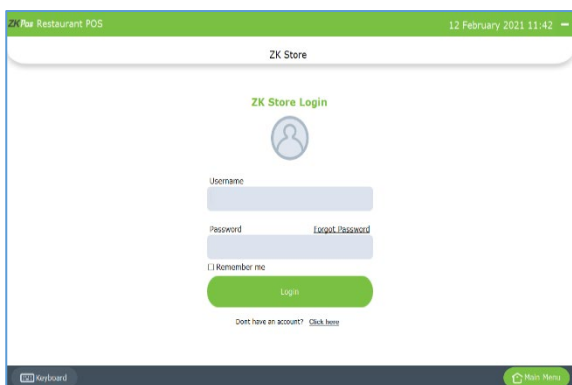 ZKPos Restaurant POS 12 February 2021 11:42
ZK Store
ZK Store Login
Username
Password Forgot Password
Remember me
Login
Dont have an account? Click here
Keyboard Main Menu